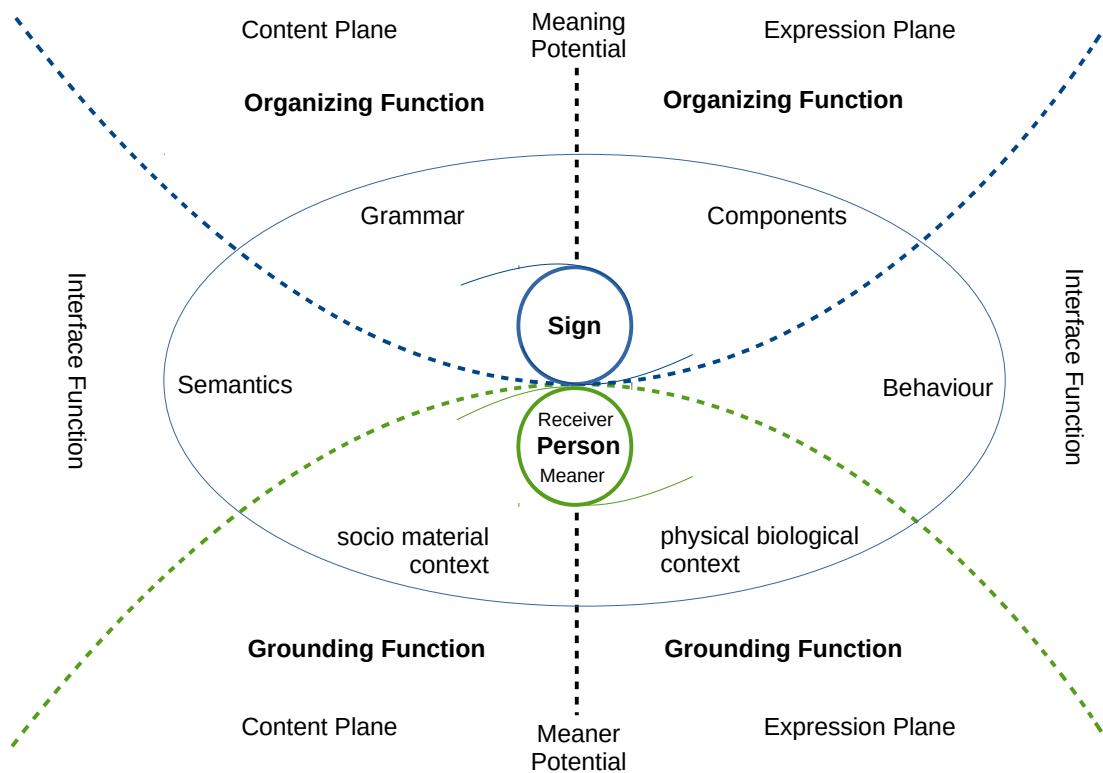 Content Plane
Meaning
Potential
Expression Plane
Organizing Function
Organizing Function
Grammar
Components
Interface Function
Interface Function
Sign
Semantics
Behaviour
Receiver
Person
Meaner
socio material
context
physical biological
context
Grounding Function
Grounding Function
Content Plane
Meaner
Potential
Expression Plane